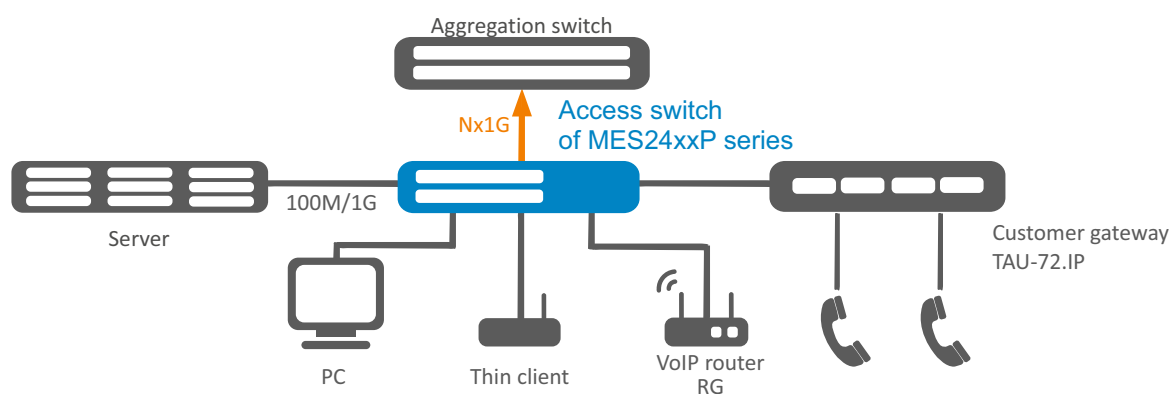 Aggregation switch
Nx1G
Access switch
of MES24xxP series
100M/1G
Server
Customer gateway
TAU-72.IP
PC
Thin client
VoIP router
RG